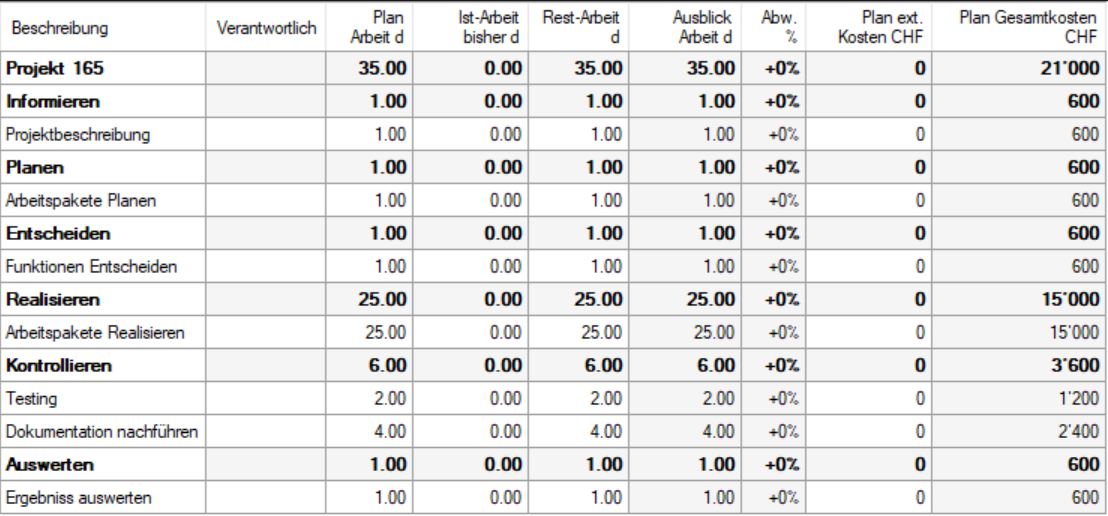 Beschreibung Verantwortlich Plan Arbeit d Ist-Arbeit bisher d Rest-Arbeit d Ausblick Arbeit d Abw. % Plan ext. Kosten CHF Plan Gesamtkosten CHF
Projekt 165 35.00 0.00 35.00 35.00 +0% 0 21'000
Informieren 1.00 0.00 1.00 1.00 +0% 0 600
Projektbeschreibung 1.00 0.00 1.00 1.00 +0% 0 600
Planen 1.00 0.00 1.00 1.00 +0% 0 600
Arbeitspakete Planen 1.00 0.00 1.00 1.00 +0% 0 600
Entscheiden 1.00 0.00 1.00 1.00 +0% 0 600
Funktionen Entscheiden 1.00 0.00 1.00 1.00 +0% 0 600
Realisieren 25.00 0.00 25.00 25.00 +0% 0 15'000
Arbeitspakete Realisieren 25.00 0.00 25.00 25.00 +0% 0 15'000
Kontrollieren 6.00 0.00 6.00 6.00 +0% 0 3'600
Testing 2.00 0.00 2.00 2.00 +0% 0 1'200
Dokumentation nachführen 4.00 0.00 4.00 4.00 +0% 0 2'400
Auswerten 1.00 0.00 1.00 1.00 +0% 0 600
Ergebniss auswerten 1.00 0.00 1.00 1.00 +0% 0 600